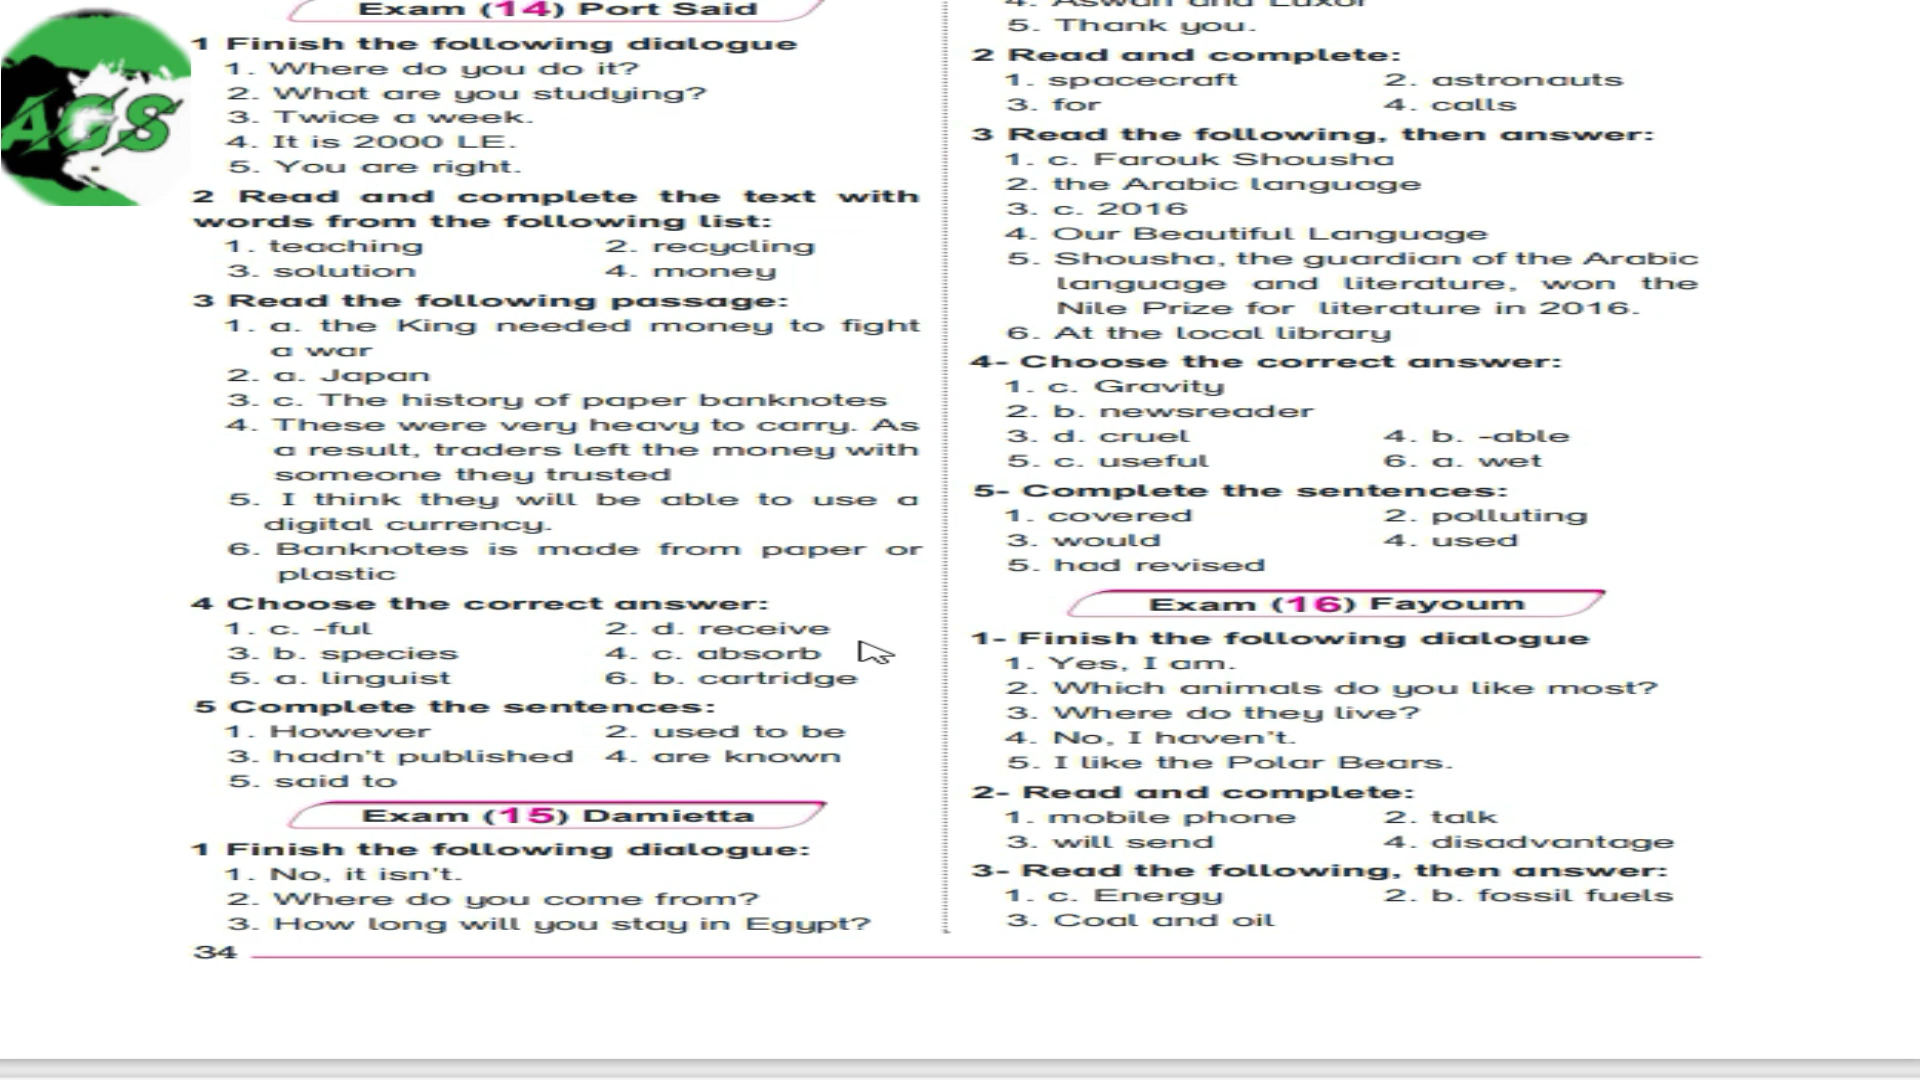 AGS
Exam (14) Port Said
1 Finish the following dialogue
1. Where do you do it?
2. What are you studying?
3. Twice a week.
4. It is 2000 LE.
5. You are right.
2 Read and complete the text with
words from the following list:
1. teaching 2. recycling
3. solution 4. money
3 Read the following passage:
1. a. the King needed money to fight
a war
2. a. Japan
3. c. The history of paper banknotes
4. These were very heavy to carry. As
a result, traders left the money with
someone they trusted
5. I think they will be able to use a
digital currency.
6. Banknotes is made from paper or
plastic
4 Choose the correct answer:
1. c. -ful 2. d. receive
3. b. species 4. c. absorb
5. a. linguist 6. b. cartridge
5 Complete the sentences:
1. However 2. used to be
3. hadn't published 4. are known
5. said to
Exam (15) Damietta
1 Finish the following dialogue:
1. No, it isn't.
2. Where do you come from?
3. How long will you stay in Egypt?
4. Aswan and Luxor
5. Thank you.
2 Read and complete:
1. spacecraft 2. astronauts
3. for 4. calls
3 Read the following, then answer:
1. c. Farouk Shousha
2. the Arabic language
3. c. 2016
4. Our Beautiful Language
5. Shousha, the guardian of the Arabic
language and literature, won the
Nile Prize for literature in 2016.
6. At the local library
4- Choose the correct answer:
1. c. Gravity
2. b. newsreader
3. d. cruel 4. b. -able
5. c. useful 6. a. wet
5- Complete the sentences:
1. covered 2. polluting
3. would 4. used
5. had revised
Exam (16) Fayoum
1- Finish the following dialogue
1. Yes, I am.
2. Which animals do you like most?
3. Where do they live?
4. No, I haven't.
5. I like the Polar Bears.
2- Read and complete:
1. mobile phone 2. talk
3. will send 4. disadvantage
3- Read the following, then answer:
1. c. Energy 2. b. fossil fuels
3. Coal and oil
34